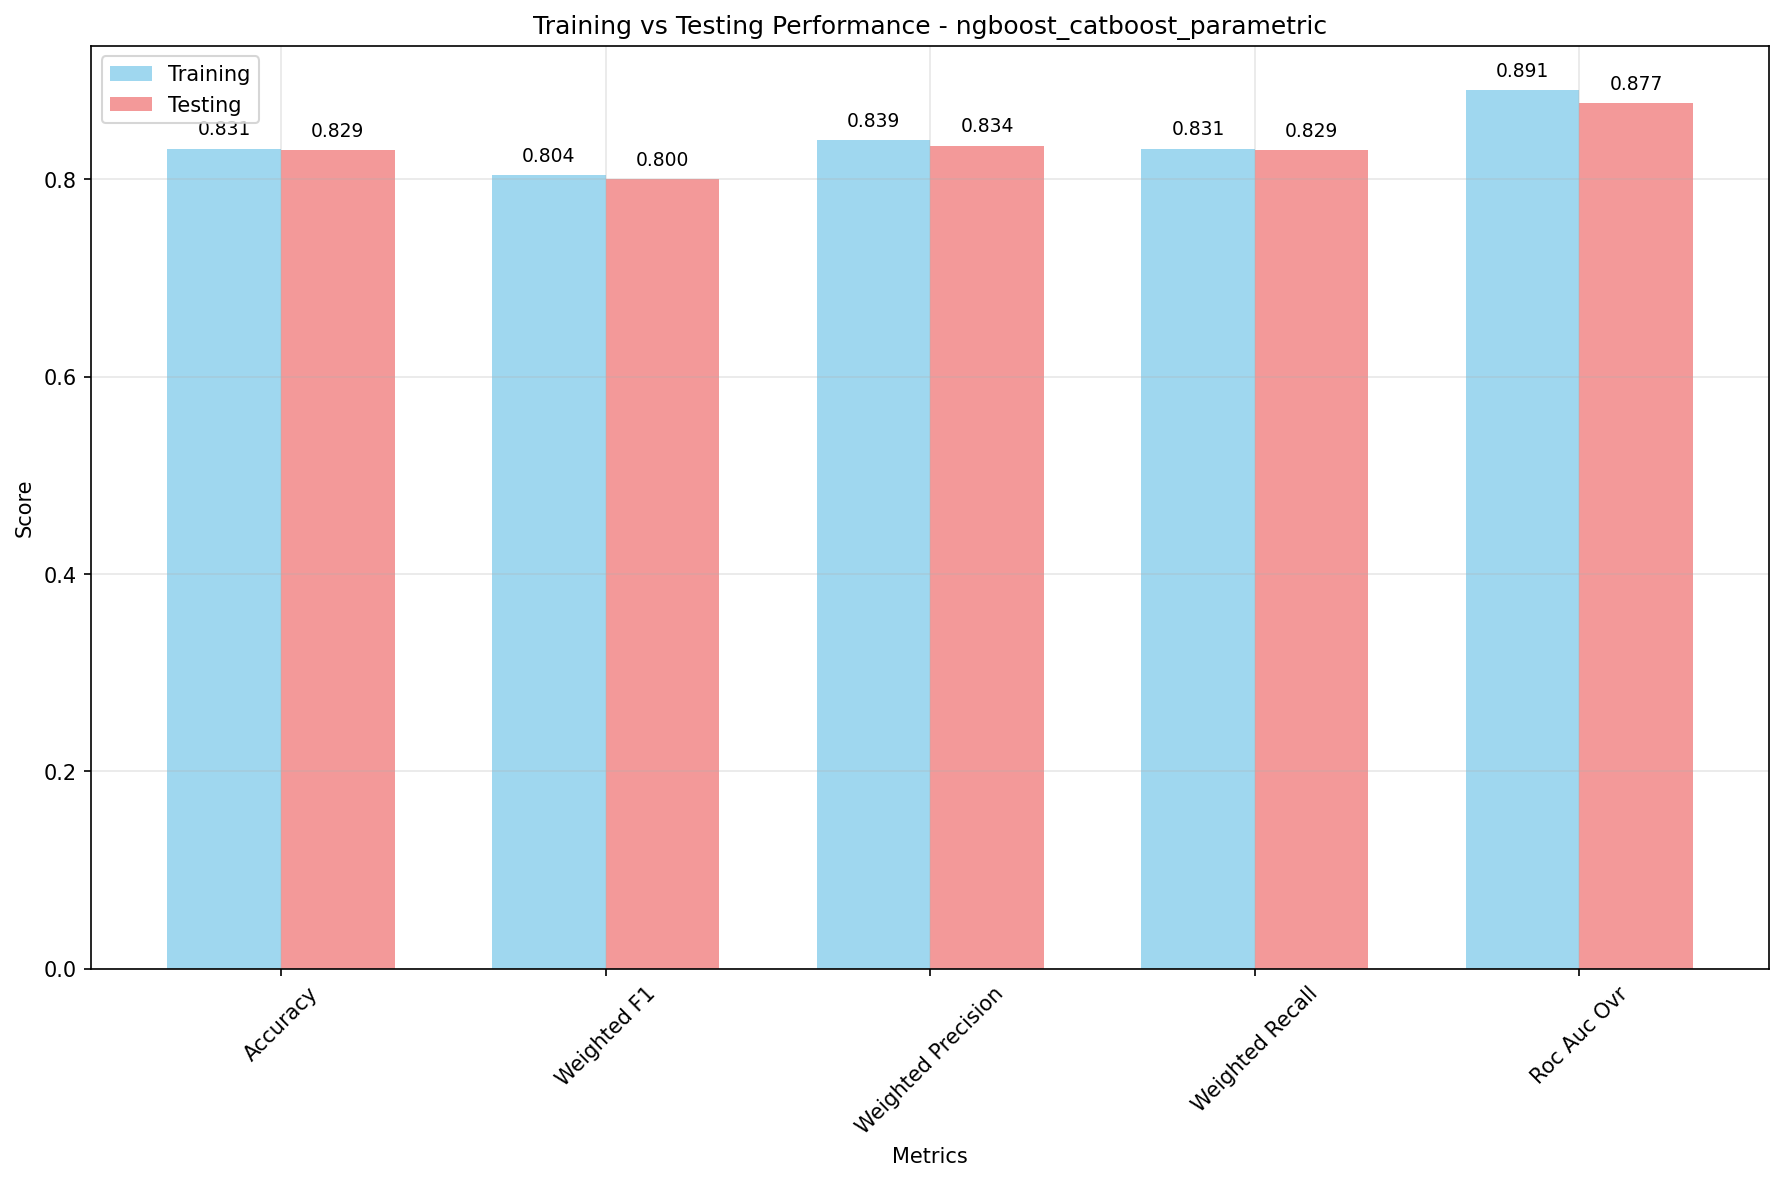 Training vs Testing Performance - ngboost_catboost_parametric
Training
Testing
0.831
0.829
0.804
0.800
0.839
0.834
0.831
0.829
0.891
0.877
0.8
0.6
0.4
0.2
0.0
Score
Accuracy
Weighted F1
Weighted Precision
Weighted Recall
Roc Auc Ovr
Metrics